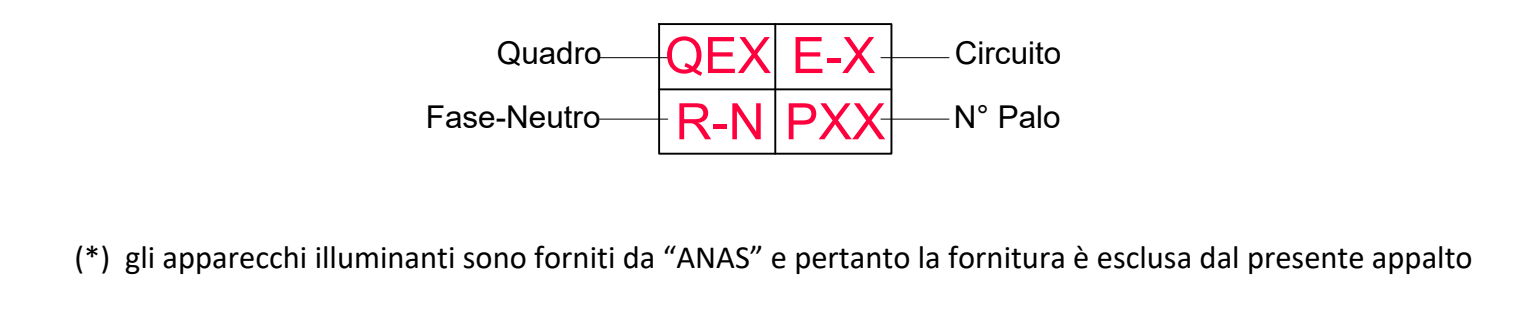 Quadro QEX E-X Circuito
Fase-Neutro R-N PXX N° Palo
(*) gli apparecchi illuminanti sono forniti da “ANAS” e pertanto la fornitura è esclusa dal presente appalto